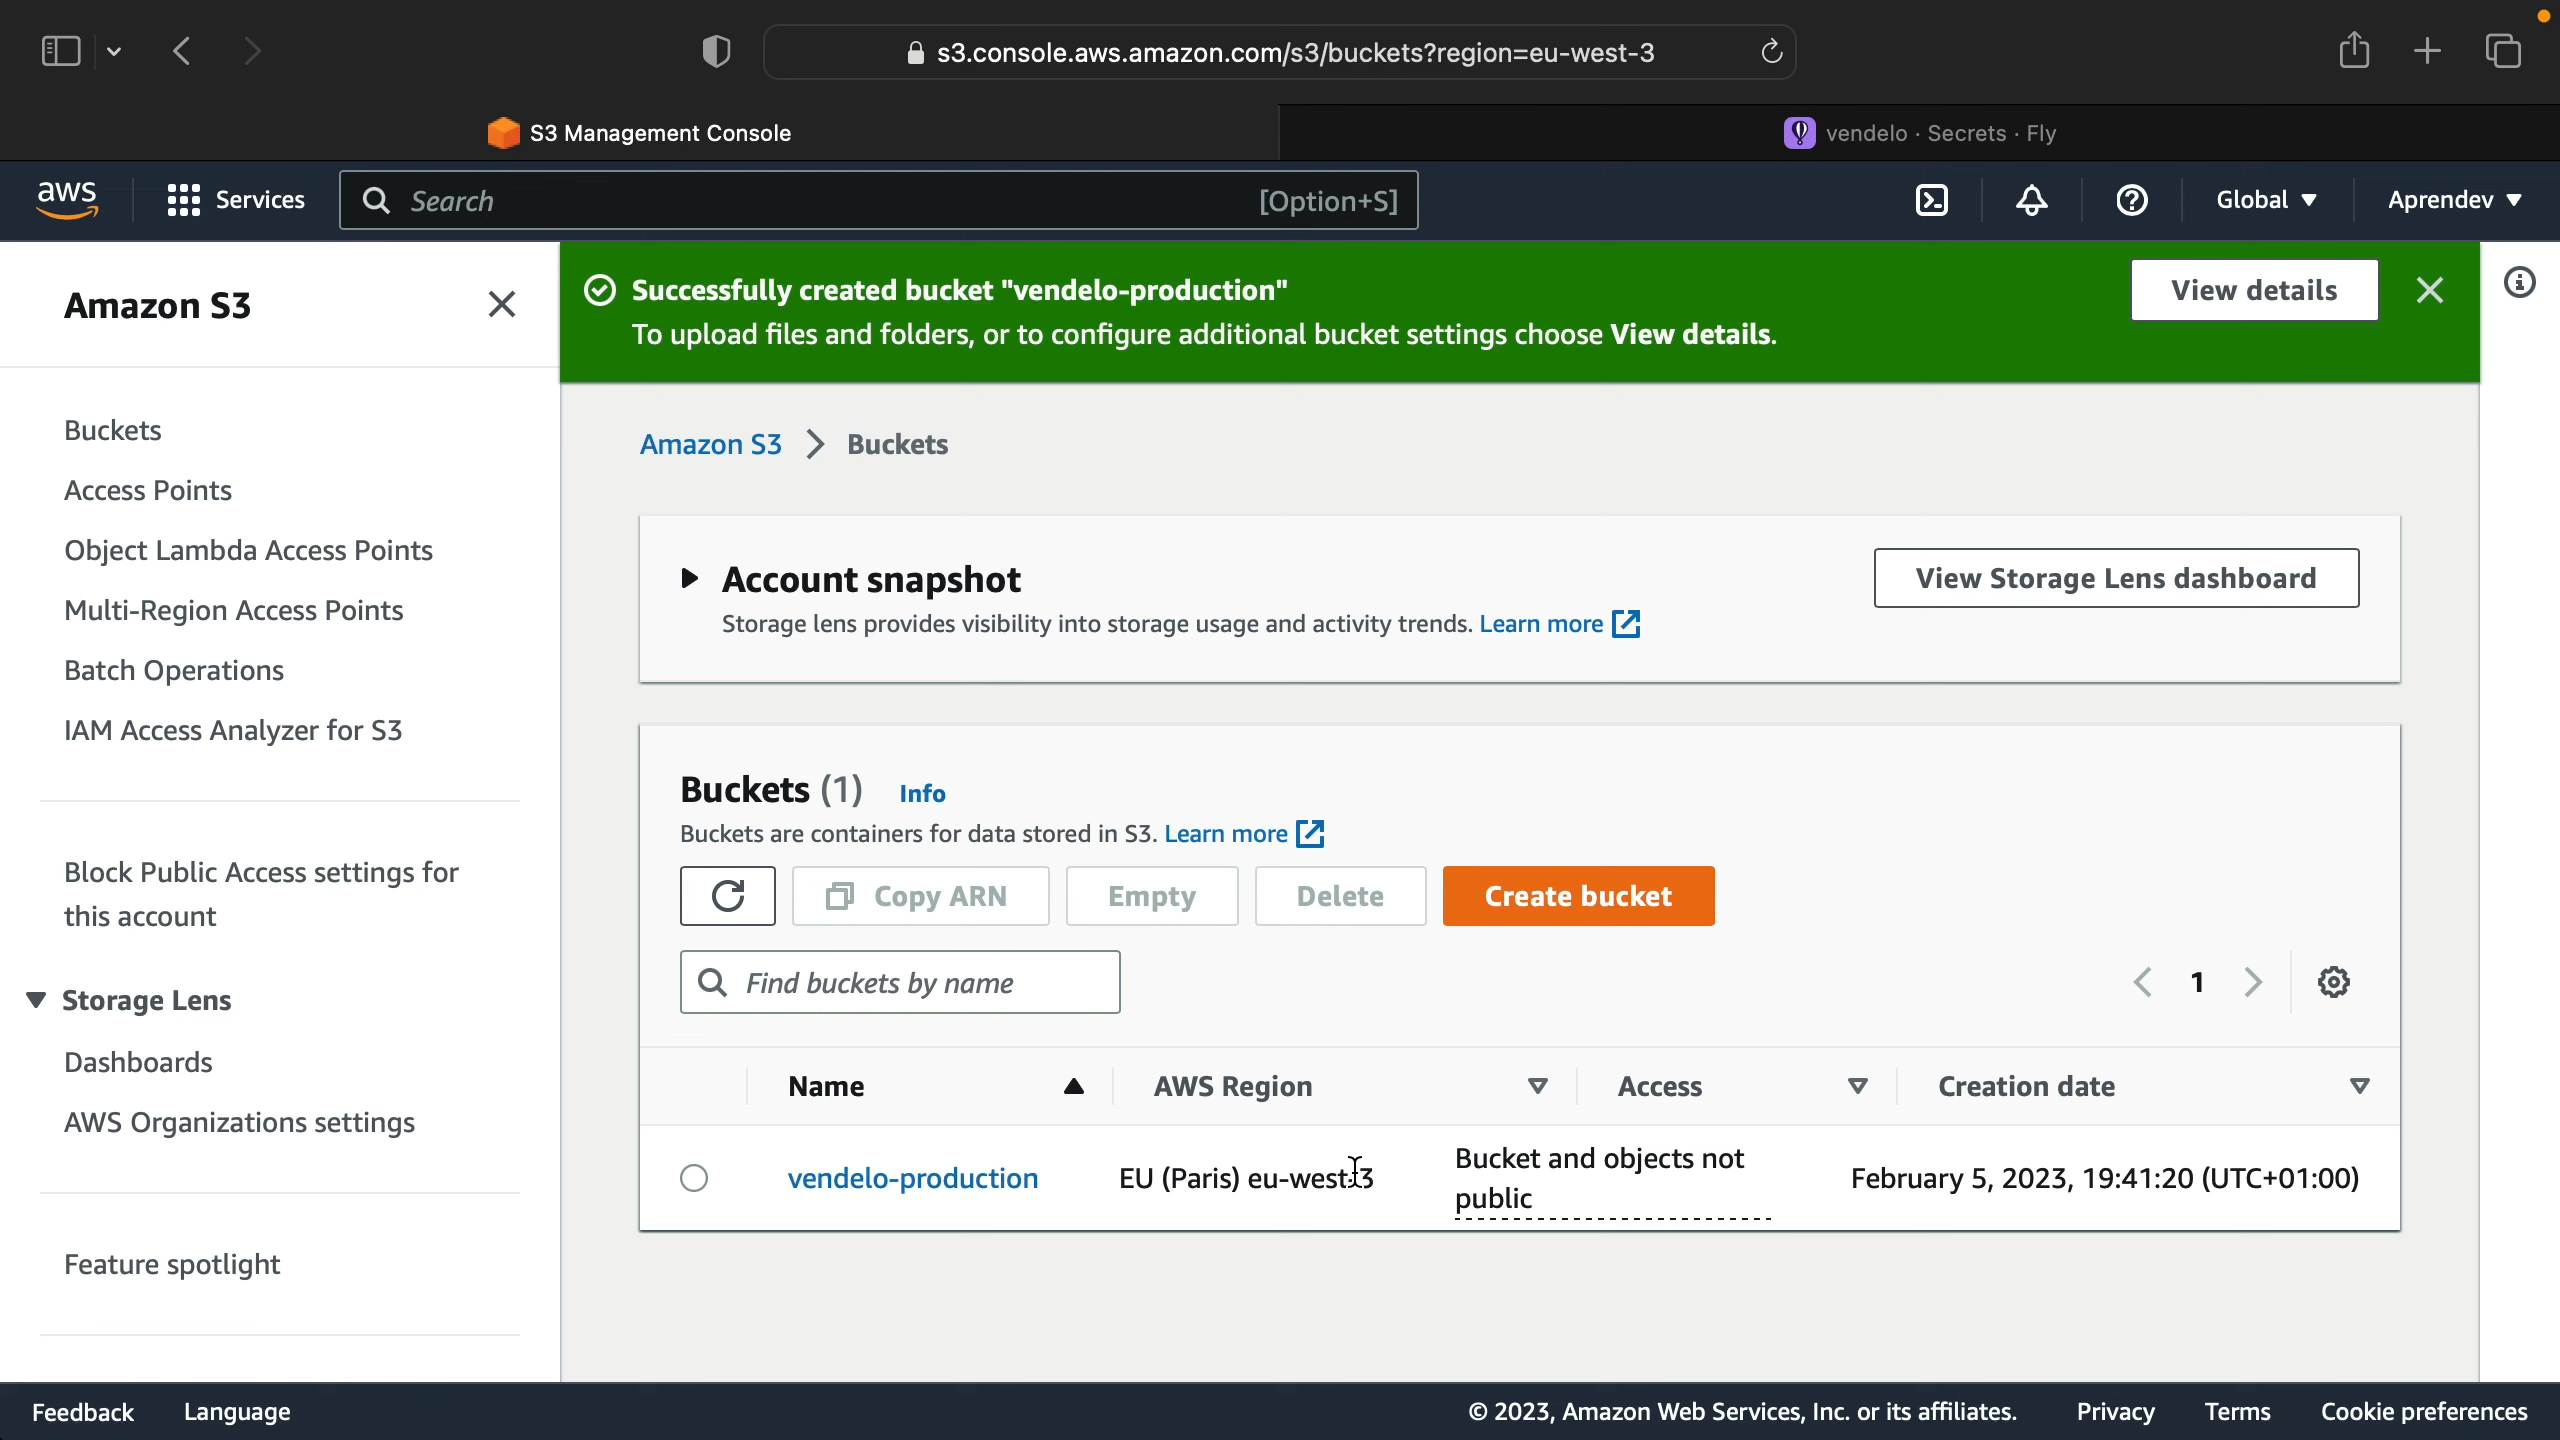 s3.console.aws.amazon.com/s3/buckets?region=eu-west-3
S3 Management Console
vendelo · Secrets · Fly
aws
Services
Search
[Option+S]
Global
Aprendev
Amazon S3
Successfully created bucket "vendelo-production"
To upload files and folders, or to configure additional bucket settings choose View details.
View details
Buckets
Access Points
Object Lambda Access Points
Multi-Region Access Points
Batch Operations
IAM Access Analyzer for S3
Block Public Access settings for
this account
Storage Lens
Dashboards
AWS Organizations settings
Feature spotlight
Amazon S3 > Buckets
Account snapshot
Storage lens provides visibility into storage usage and activity trends. Learn more
View Storage Lens dashboard
Buckets (1) Info
Buckets are containers for data stored in S3. Learn more
Copy ARN
Empty
Delete
Create bucket
Find buckets by name
1
Name
AWS Region
Access
Creation date
vendelo-production
EU (Paris) eu-west-3
Bucket and objects not
public
February 5, 2023, 19:41:20 (UTC+01:00)
Feedback
Language
© 2023, Amazon Web Services, Inc. or its affiliates.
Privacy
Terms
Cookie preferences